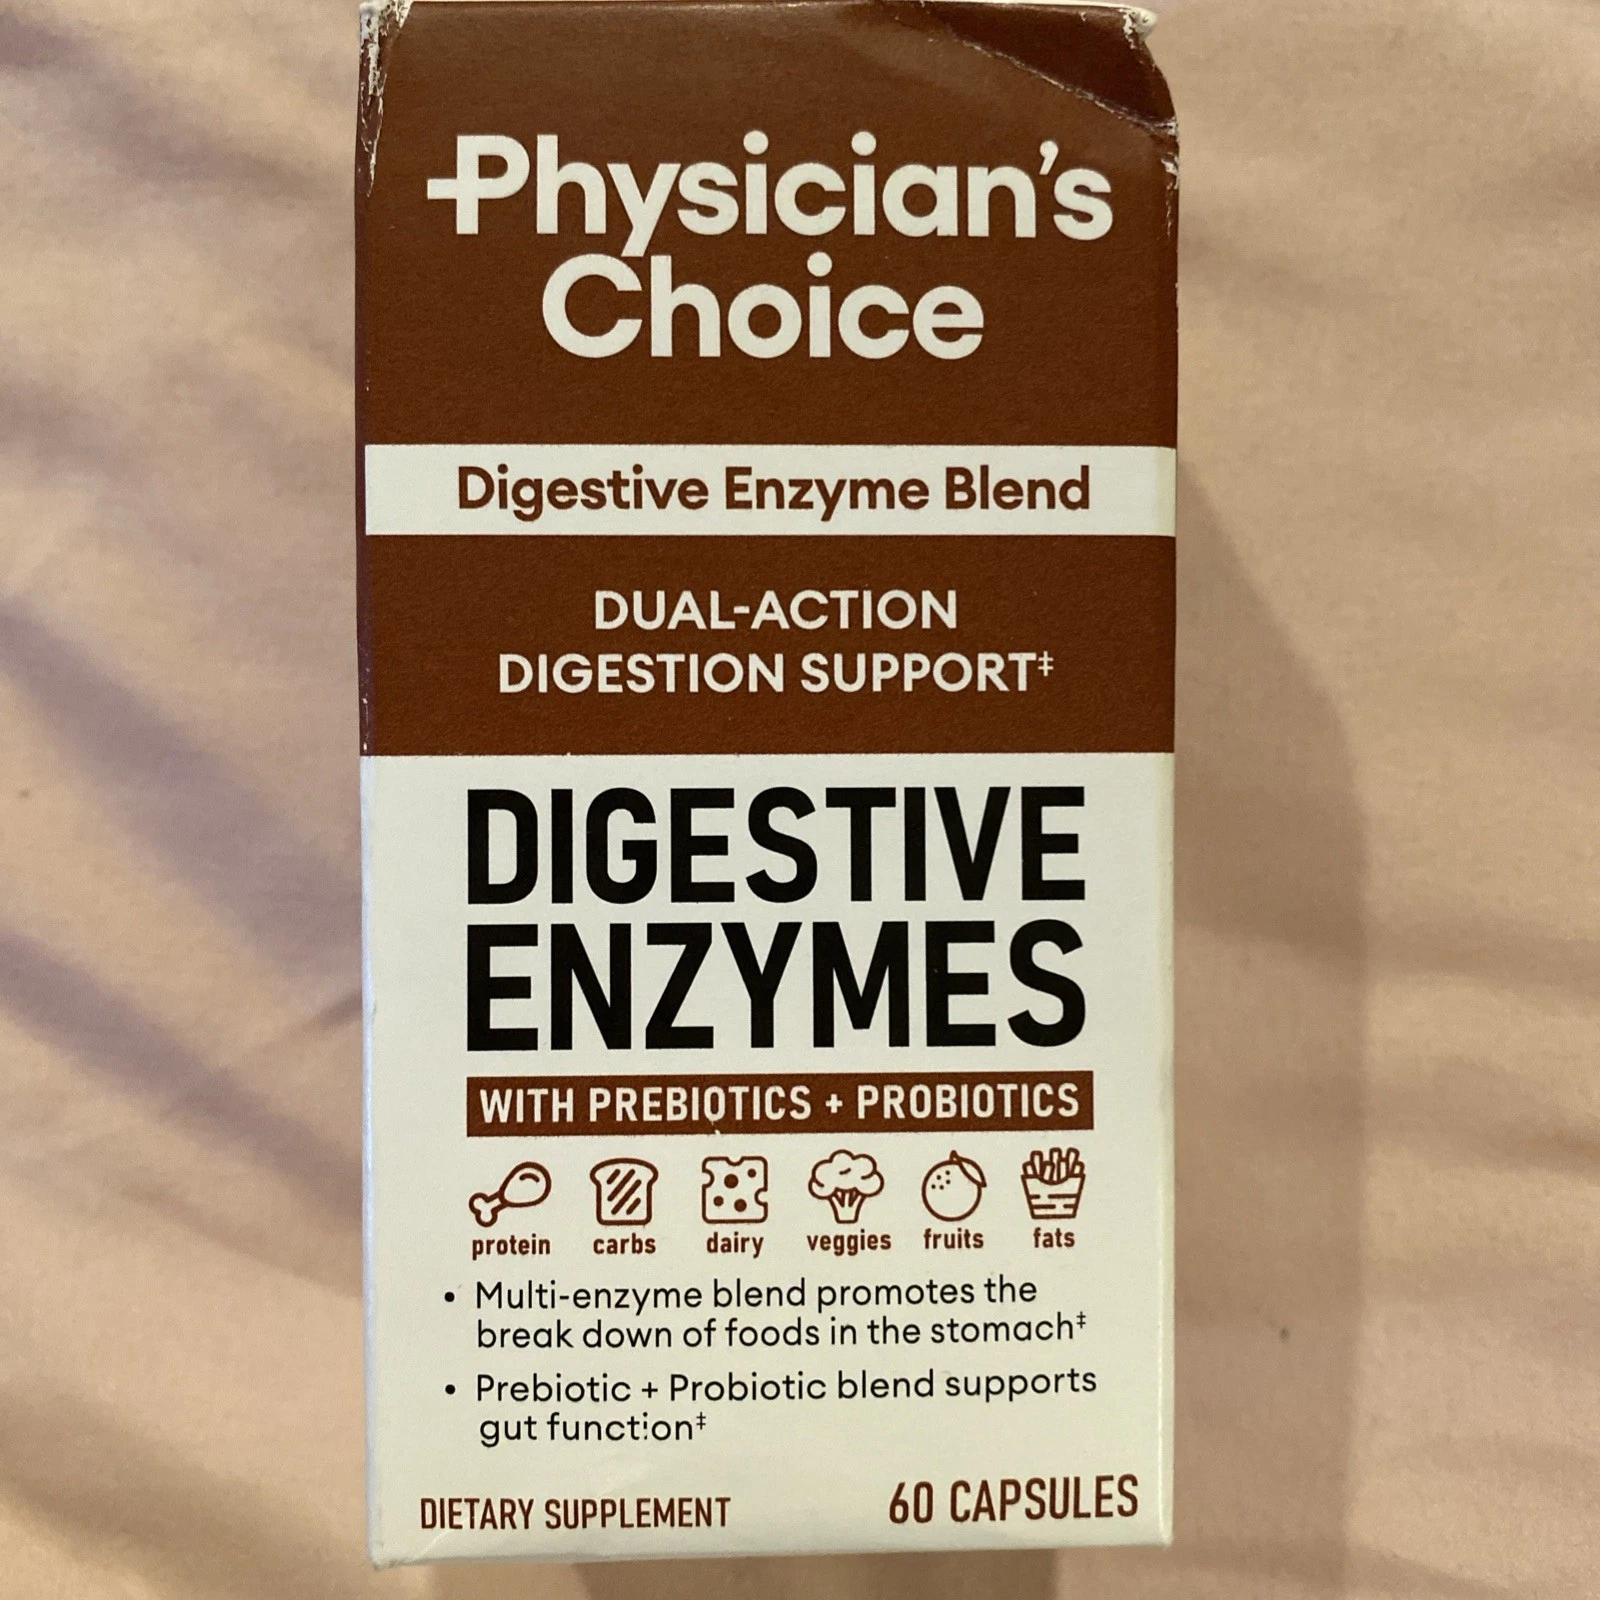 Physician's
Choice
Digestive Enzyme Blend
DUAL-ACTION
DIGESTION SUPPORT‡
DIGESTIVE
ENZYMES
WITH PREBIOTICS + PROBIOTICS
protein carbs dairy veggies fruits fats
• Multi-enzyme blend promotes the
break down of foods in the stomach‡
• Prebiotic + Probiotic blend supports
gut function‡
DIETARY SUPPLEMENT 60 CAPSULES